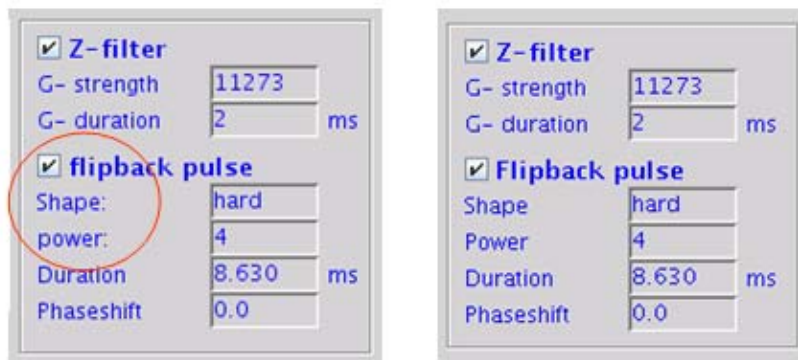 Z-filter
G- strength 11273
G- duration 2 ms
flipback pulse
Shape: hard
power: 4
Duration 8.630 ms
Phaseshift 0.0
Z-filter
G- strength 11273
G- duration 2 ms
Flipback pulse
Shape hard
Power 4
Duration 8.630 ms
Phaseshift 0.0